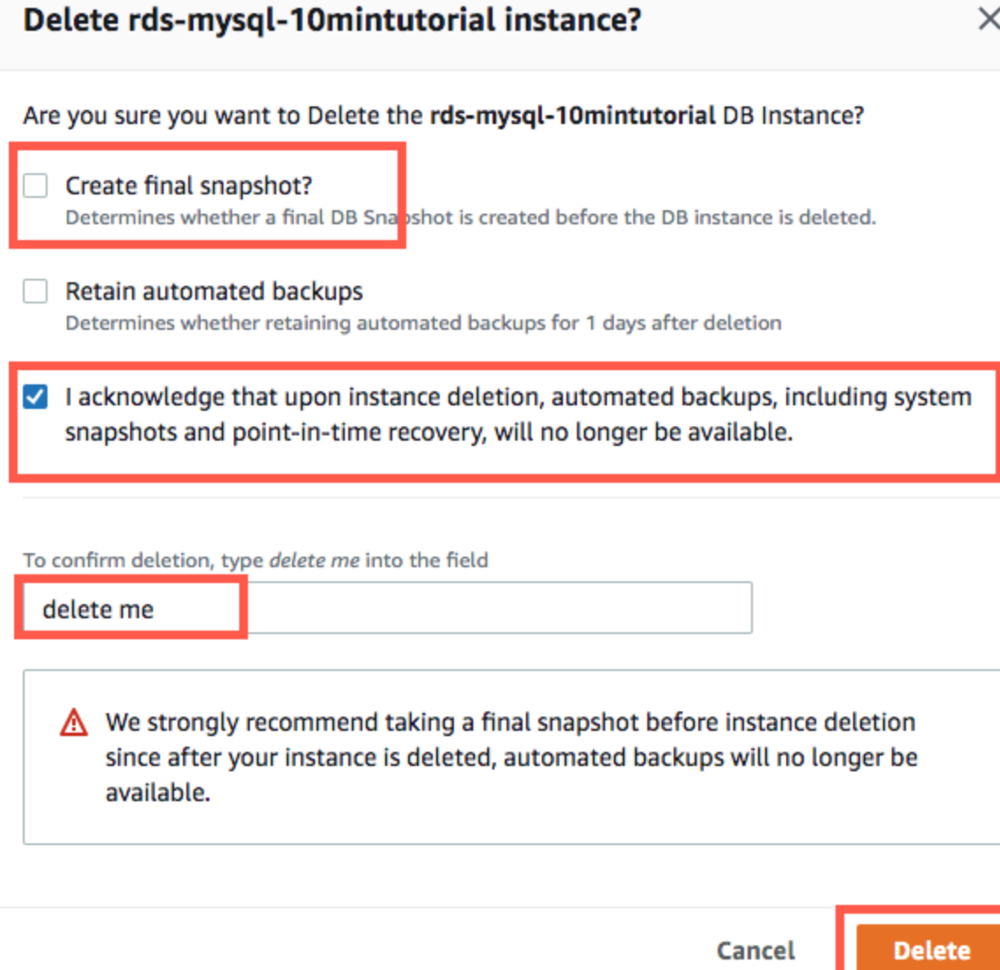 Delete rds-mysql-10mintutorial instance?
Are you sure you want to Delete the rds-mysql-10mintutorial DB Instance?
Create final snapshot?
Determines whether a final DB Snapshot is created before the DB instance is deleted.
Retain automated backups
Determines whether retaining automated backups for 1 days after deletion
I acknowledge that upon instance deletion, automated backups, including system
snapshots and point-in-time recovery, will no longer be available.
To confirm deletion, type delete me into the field
delete me
We strongly recommend taking a final snapshot before instance deletion
since after your instance is deleted, automated backups will no longer be
available.
Cancel Delete